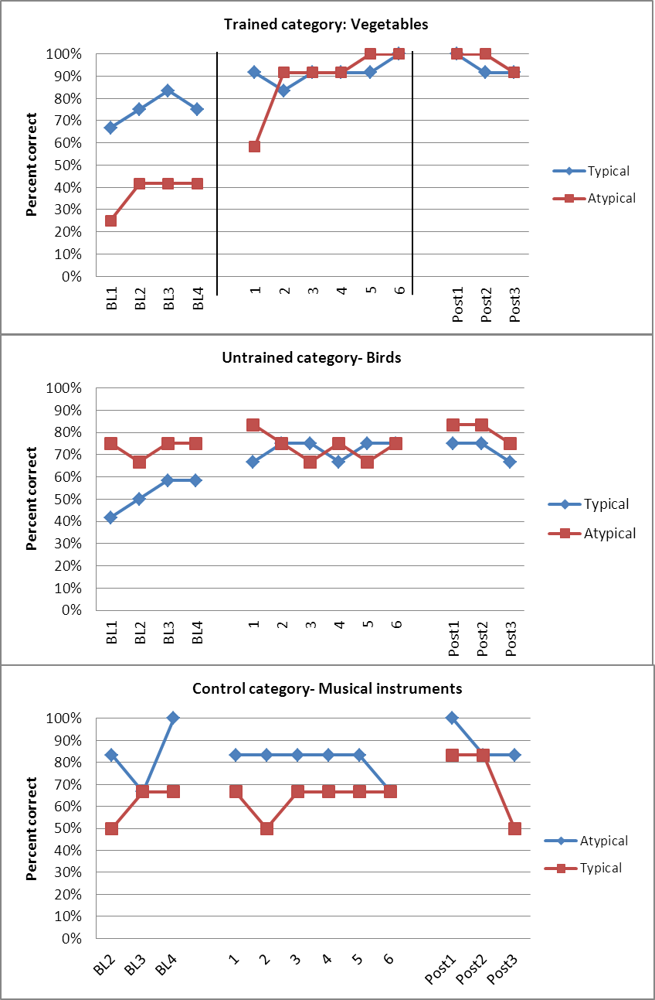 Trained category: Vegetables
100%
90%
80%
70%
60%
50%
40%
30%
20%
10%
0%
Percent correct
BL1 BL2 BL3 BL4 1 2 3 4 5 6 Post1 Post2 Post3
Typical
Atypical
Untrained category- Birds
100%
90%
80%
70%
60%
50%
40%
30%
20%
10%
0%
Percent correct
BL1 BL2 BL3 BL4 1 2 3 4 5 6 Post1 Post2 Post3
Typical
Atypical
Control category- Musical instruments
100%
90%
80%
70%
60%
50%
40%
30%
20%
10%
0%
Percent correct
BL2 BL3 BL4 1 2 3 4 5 6 Post1 Post2 Post3
Atypical
Typical